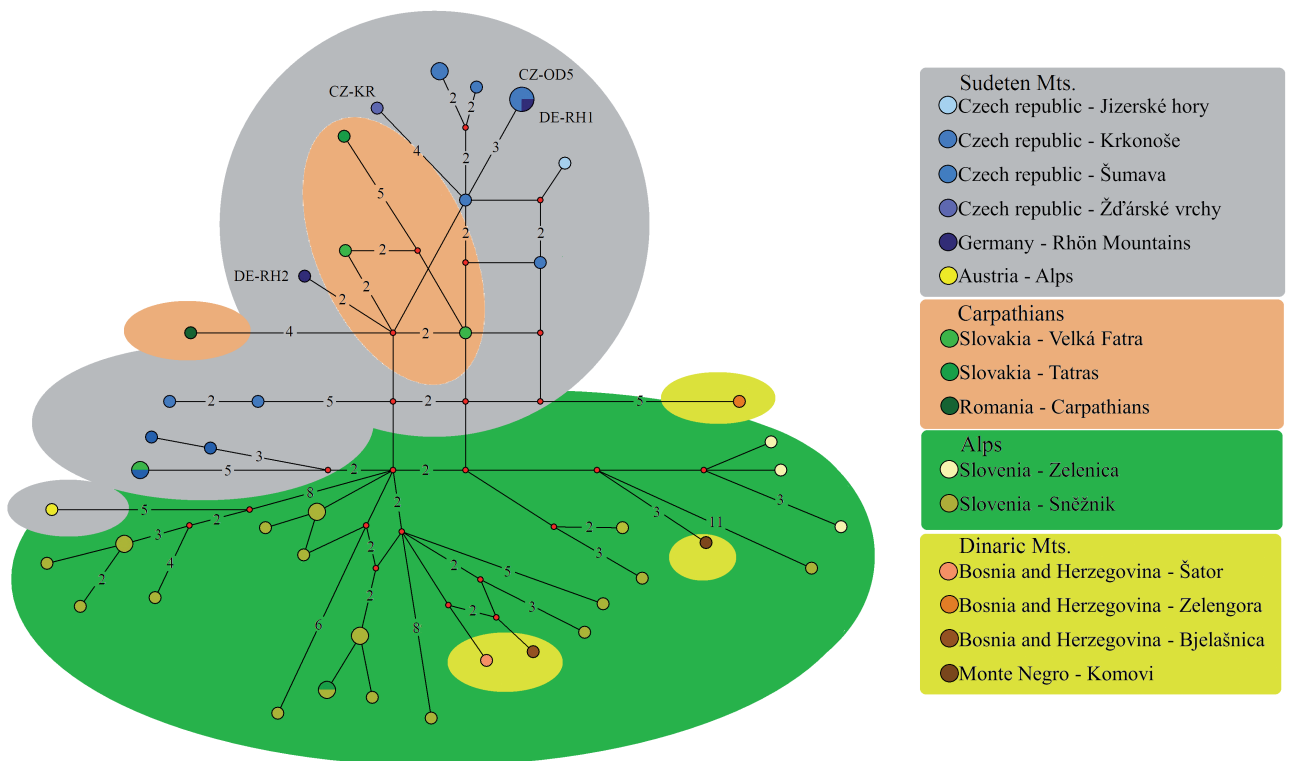 CZ-OD5
CZ-KR
DE-RH1
2
2
4
2
3
5
2
2
2
2
DE-RH2
2
4
2
2
5
2
5
3
5
2
2
8
5
2
3
2
4
2
2
2
6
8
2
5
3
2
2
3
3
11
3
Sudeten Mts.
Czech republic - Jizerské hory
Czech republic - Krkonoše
Czech republic - Šumava
Czech republic - Žďárské vrchy
Germany - Rhön Mountains
Austria - Alps
Carpathians
Slovakia - Velká Fatra
Slovakia - Tatras
Romania - Carpathians
Alps
Slovenia - Zelenica
Slovenia - Sněžnik
Dinaric Mts.
Bosnia and Herzegovina - Šator
Bosnia and Herzegovina - Zelengora
Bosnia and Herzegovina - Bjelašnica
Monte Negro - Komovi